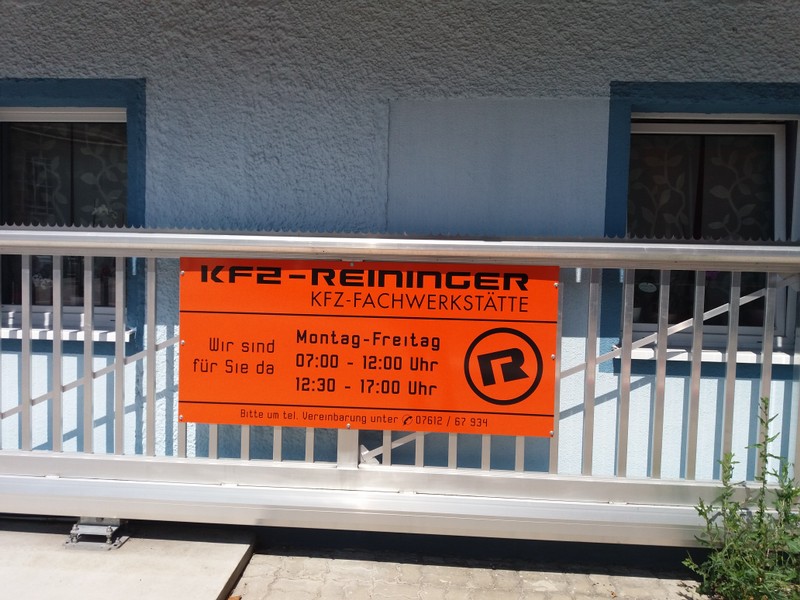 KFZ-REININGER
KFZ-FACHWERKSTÄTTE
Wir sind
für Sie da
Montag-Freitag
07:00 - 12:00 Uhr
12:30 - 17:00 Uhr
R
Bitte um tel. Vereinbarung unter ✆ 07612 / 67 934